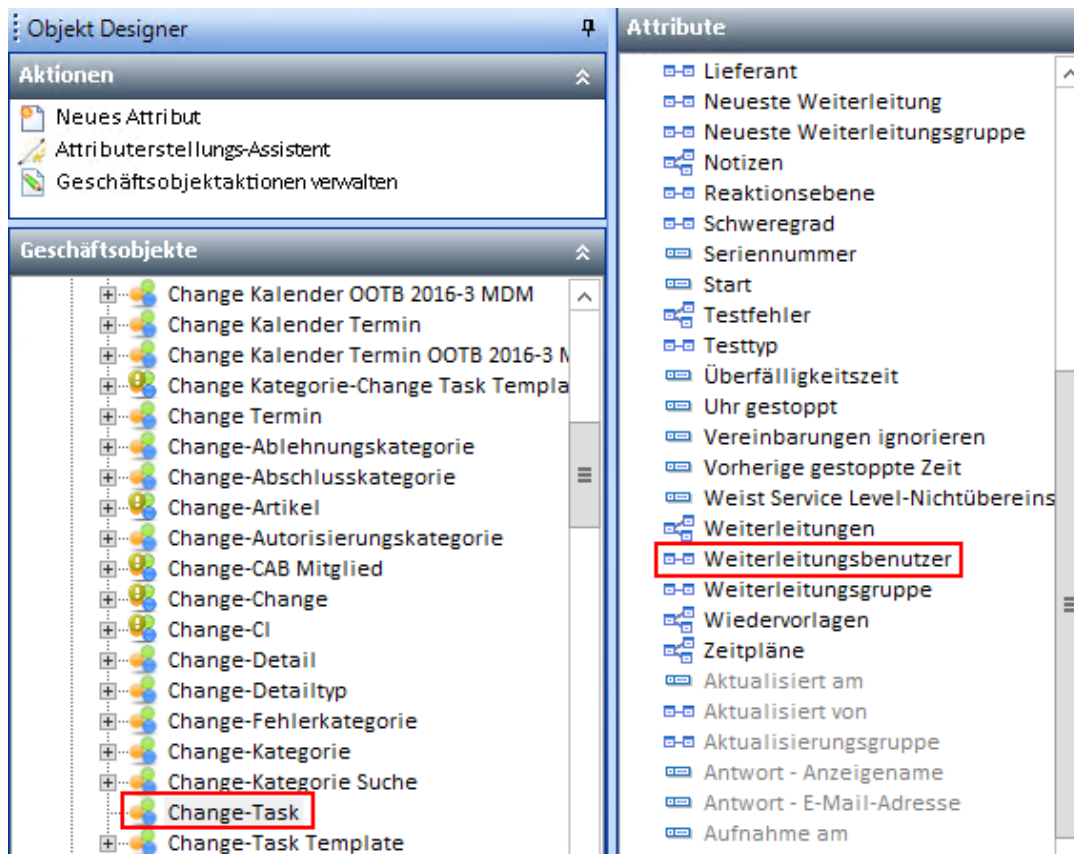 Objekt Designer
Aktionen
Neues Attribut
Attributerstellungs-Assistent
Geschäftsobjektaktionen verwalten
Geschäftsobjekte
Change Kalender OOTB 2016-3 MDM
Change Kalender Termin
Change Kalender Termin OOTB 2016-3 M
Change Kategorie-Change Task Templa
Change Termin
Change-Ablehnungskategorie
Change-Abschlusskategorie
Change-Artikel
Change-Autorisierungskategorie
Change-CAB Mitglied
Change-Change
Change-CI
Change-Detail
Change-Detailtyp
Change-Fehlerkategorie
Change-Kategorie
Change-Kategorie Suche
Change-Task
Change-Task Template
Attribute
Lieferant
Neueste Weiterleitung
Neueste Weiterleitungsgruppe
Notizen
Reaktionsebene
Schweregrad
Seriennummer
Start
Testfehler
Testtyp
Überfälligkeitszeit
Uhr gestoppt
Vereinbarungen ignorieren
Vorherige gestoppte Zeit
Weist Service Level-Nichtübereins
Weiterleitungen
Weiterleitungsbenutzer
Weiterleitungsgruppe
Wiedervorlagen
Zeitpläne
Aktualisiert am
Aktualisiert von
Aktualisierungsgruppe
Antwort - Anzeigename
Antwort - E-Mail-Adresse
Aufnahme am